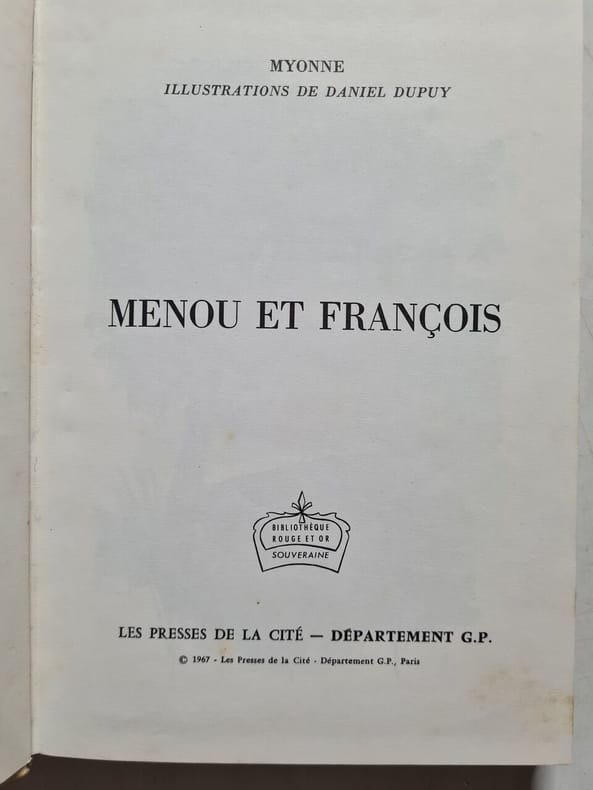 MYONNE
ILLUSTRATIONS DE DANIEL DUPUY
MENOU ET FRANÇOIS
BIBLIOTHÈQUE
ROUGE ET OR
SOUVERAINE
LES PRESSES DE LA CITÉ — DÉPARTEMENT G.P.
© 1967 - Les Presses de la Cité - Département G.P., Paris